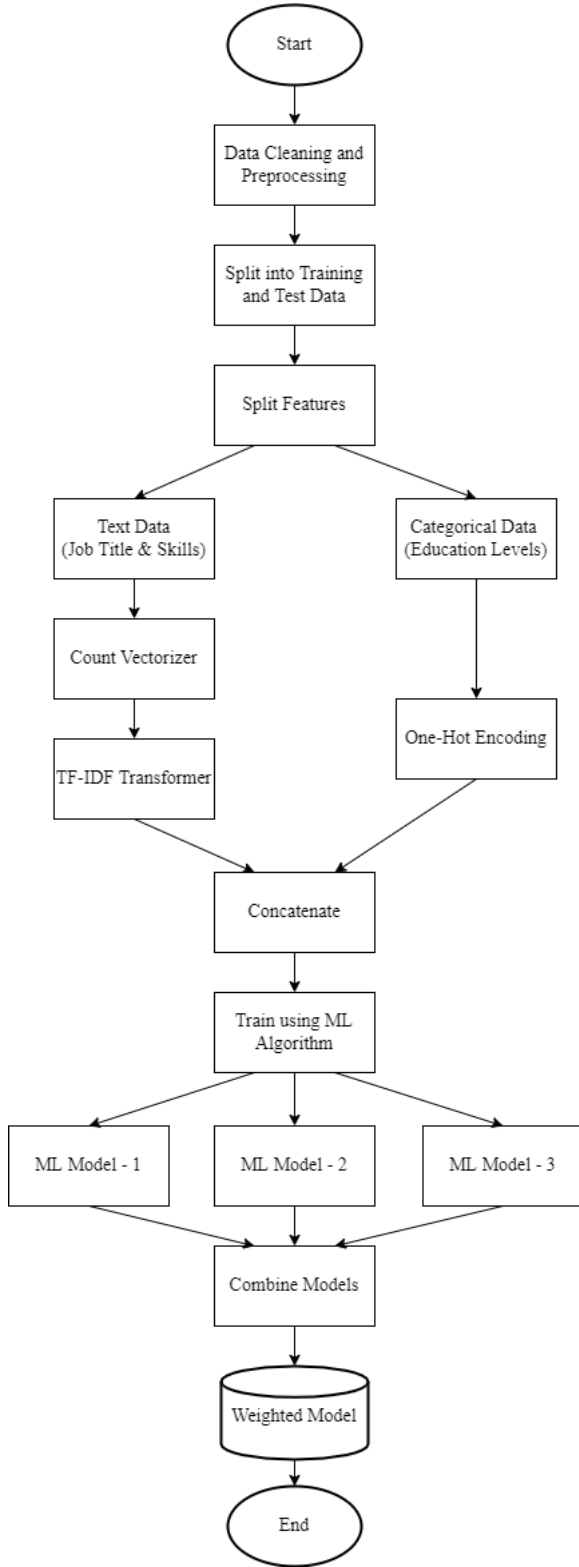 Start
Data Cleaning and
Preprocessing
Split into Training
and Test Data
Split Features
Text Data
(Job Title & Skills)
Categorical Data
(Education Levels)
Count Vectorizer
One-Hot Encoding
TF-IDF Transformer
Concatenate
Train using ML
Algorithm
ML Model - 1
ML Model - 2
ML Model - 3
Combine Models
Weighted Model
End